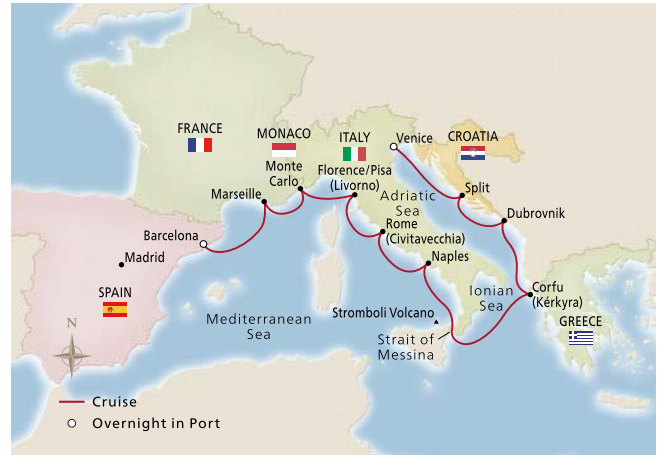 FRANCE
MONACO
ITALY
Venice
CROATIA
Monte
Carlo
Florence/Pisa
(Livorno)
Marseille
Adriatic
Sea
Split
Dubrovnik
Barcelona
Rome
(Civitavecchia)
Madrid
Naples
SPAIN
Ionian
Sea
Corfu
(Kérkyra)
Stromboli Volcano
GREECE
Mediterranean
Sea
Strait of
Messina
N
Cruise
Overnight in Port